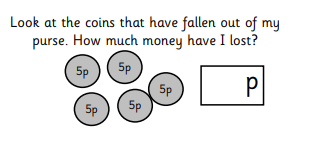 Look at the coins that have fallen out of my
purse. How much money have I lost?
5p
5p
5p
5p
5p
p